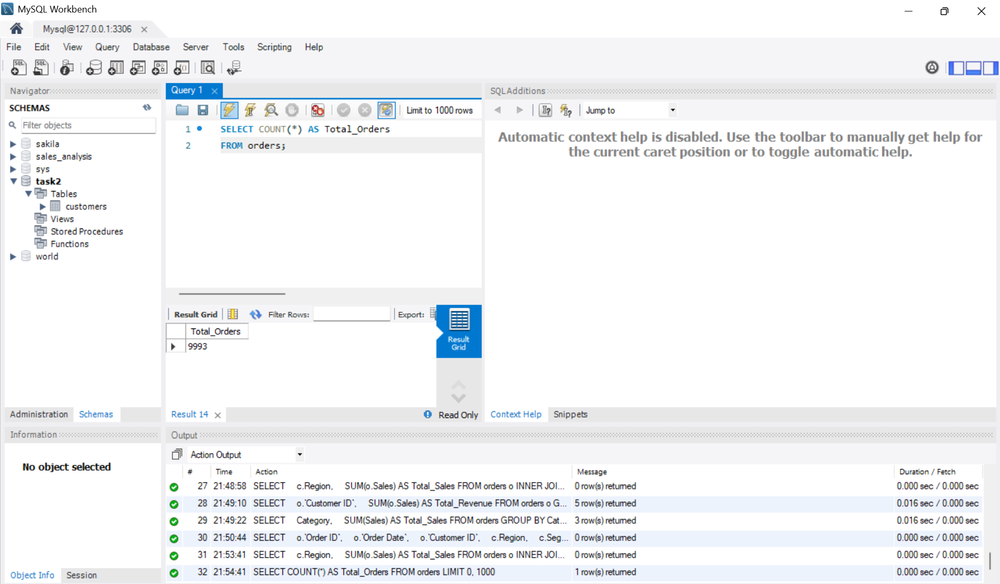 MySQL Workbench
Mysql@127.0.0.1:3306
File Edit View Query Database Server Tools Scripting Help
Navigator
SCHEMAS
Filter objects
sakila
sales_analysis
sys
task2
Tables
customers
Views
Stored Procedures
Functions
world
Administration Schemas
Query 1
Limit to 1000 rows
1 SELECT COUNT(*) AS Total_Orders
2 FROM orders;
Result Grid Filter Rows: Export:
Total_Orders
9993
Result Grid
Result 14 Read Only
SQLAdditions
Jump to
Automatic context help is disabled. Use the toolbar to manually get help for
the current caret position or to toggle automatic help.
Context Help Snippets
Information
No object selected
Object Info Session
Output
Action Output
# Time Action Message Duration / Fetch
27 21:48:58 SELECT c.Region, SUM(o.Sales) AS Total_Sales FROM orders o INNER JOI... 0 row(s) returned 0.000 sec / 0.000 sec
28 21:49:10 SELECT o.`Customer ID`, SUM(o.Sales) AS Total_Revenue FROM orders o G... 5 row(s) returned 0.016 sec / 0.000 sec
29 21:49:22 SELECT Category, SUM(Sales) AS Total_Sales FROM orders GROUP BY Cat... 3 row(s) returned 0.016 sec / 0.000 sec
30 21:50:44 SELECT o.`Order ID`, o.`Order Date`, o.`Customer ID`, c.Region, c.Seg... 0 row(s) returned 0.000 sec / 0.000 sec
31 21:53:41 SELECT c.Region, SUM(o.Sales) AS Total_Sales FROM orders o INNER JOI... 0 row(s) returned 0.000 sec / 0.000 sec
32 21:54:41 SELECT COUNT(*) AS Total_Orders FROM orders LIMIT 0, 1000 1 row(s) returned 0.000 sec / 0.000 sec